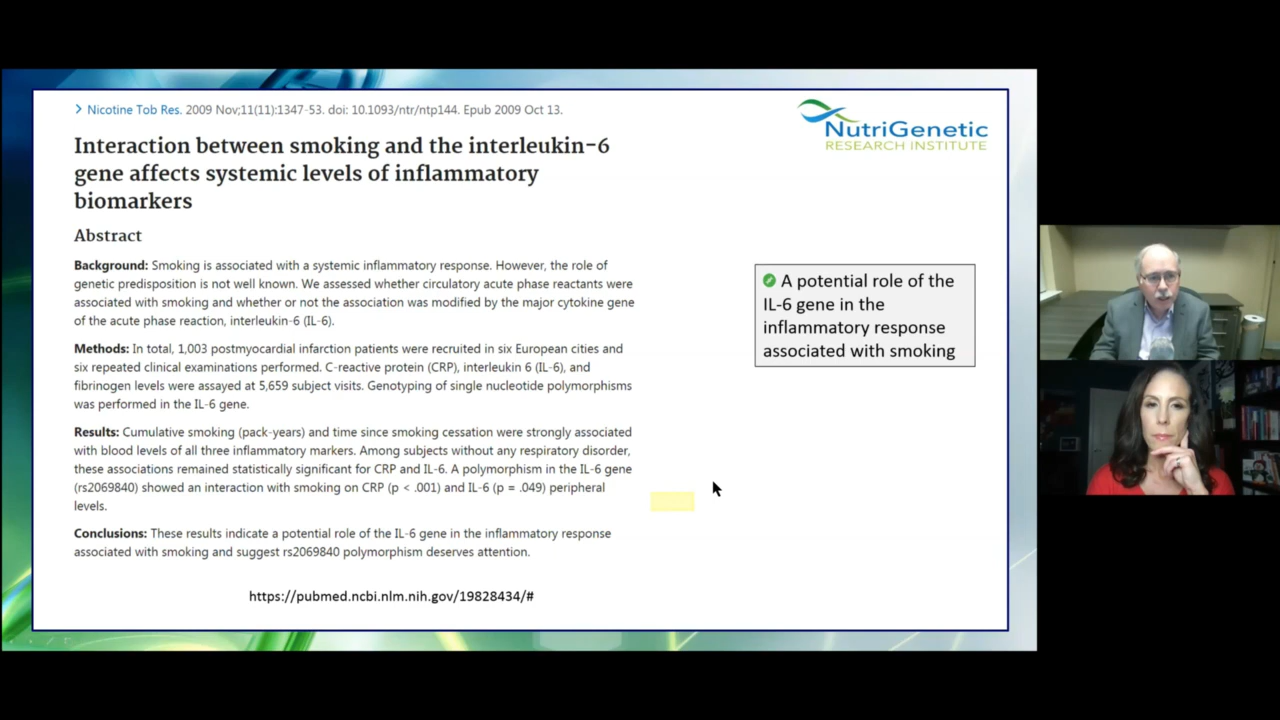 > Nicotine Tob Res. 2009 Nov;11(11):1347-53. doi: 10.1093/ntr/ntp144. Epub 2009 Oct 13.
NutriGenetic
RESEARCH INSTITUTE
Interaction between smoking and the interleukin-6
gene affects systemic levels of inflammatory
biomarkers
Abstract
Background: Smoking is associated with a systemic inflammatory response. However, the role of
genetic predisposition is not well known. We assessed whether circulatory acute phase reactants were
associated with smoking and whether or not the association was modified by the major cytokine gene
of the acute phase reaction, interleukin-6 (IL-6).
Methods: In total, 1,003 postmyocardial infarction patients were recruited in six European cities and
six repeated clinical examinations performed. C-reactive protein (CRP), interleukin 6 (IL-6), and
fibrinogen levels were assayed at 5,659 subject visits. Genotyping of single nucleotide polymorphisms
was performed in the IL-6 gene.
Results: Cumulative smoking (pack-years) and time since smoking cessation were strongly associated
with blood levels of all three inflammatory markers. Among subjects without any respiratory disorder,
these associations remained statistically significant for CRP and IL-6. A polymorphism in the IL-6 gene
(rs2069840) showed an interaction with smoking on CRP (p < .001) and IL-6 (p = .049) peripheral
levels.
Conclusions: These results indicate a potential role of the IL-6 gene in the inflammatory response
associated with smoking and suggest rs2069840 polymorphism deserves attention.
https://pubmed.ncbi.nlm.nih.gov/19828434/#
A potential role of the
IL-6 gene in the
inflammatory response
associated with smoking